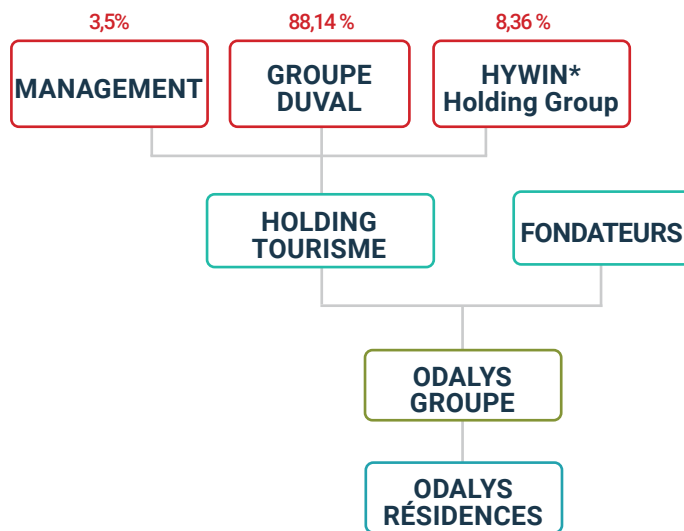 3,5%
88,14 %
8,36 %
MANAGEMENT
GROUPE
DUVAL
HYWIN*
Holding Group
HOLDING
TOURISME
FONDATEURS
ODALYS
GROUPE
ODALYS
RÉSIDENCES